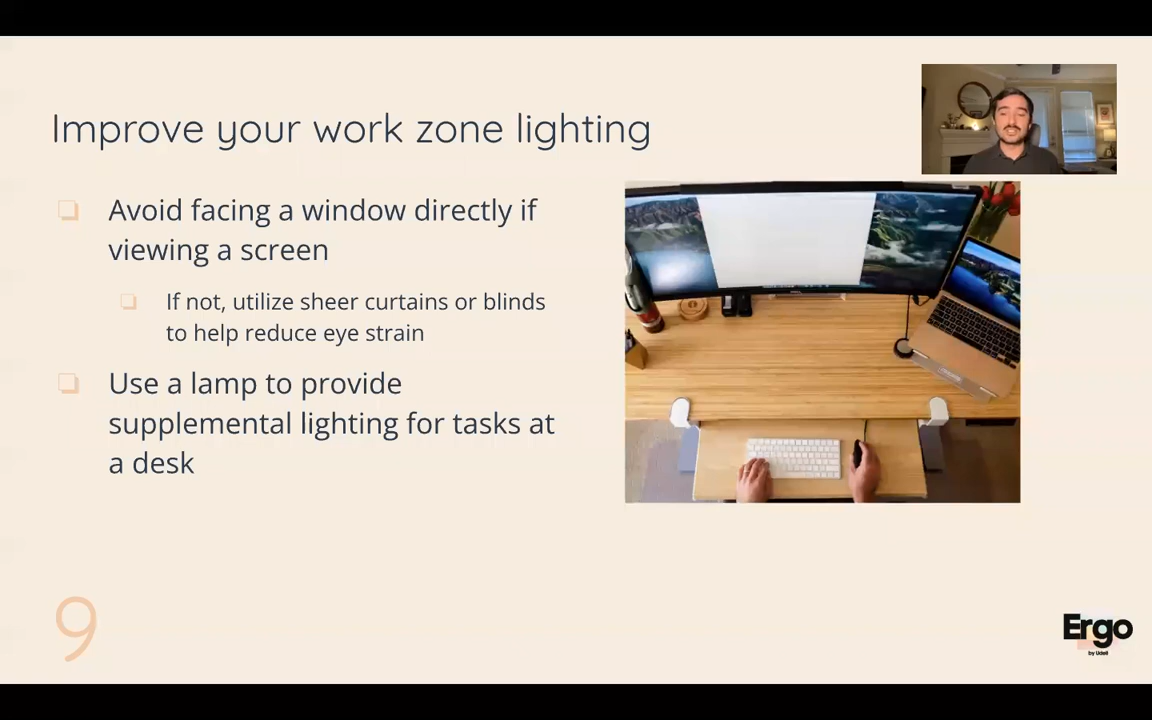 Improve your work zone lighting
Avoid facing a window directly if
viewing a screen
If not, utilize sheer curtains or blinds
to help reduce eye strain
Use a lamp to provide
supplemental lighting for tasks at
a desk
9
Ergo
by Udell